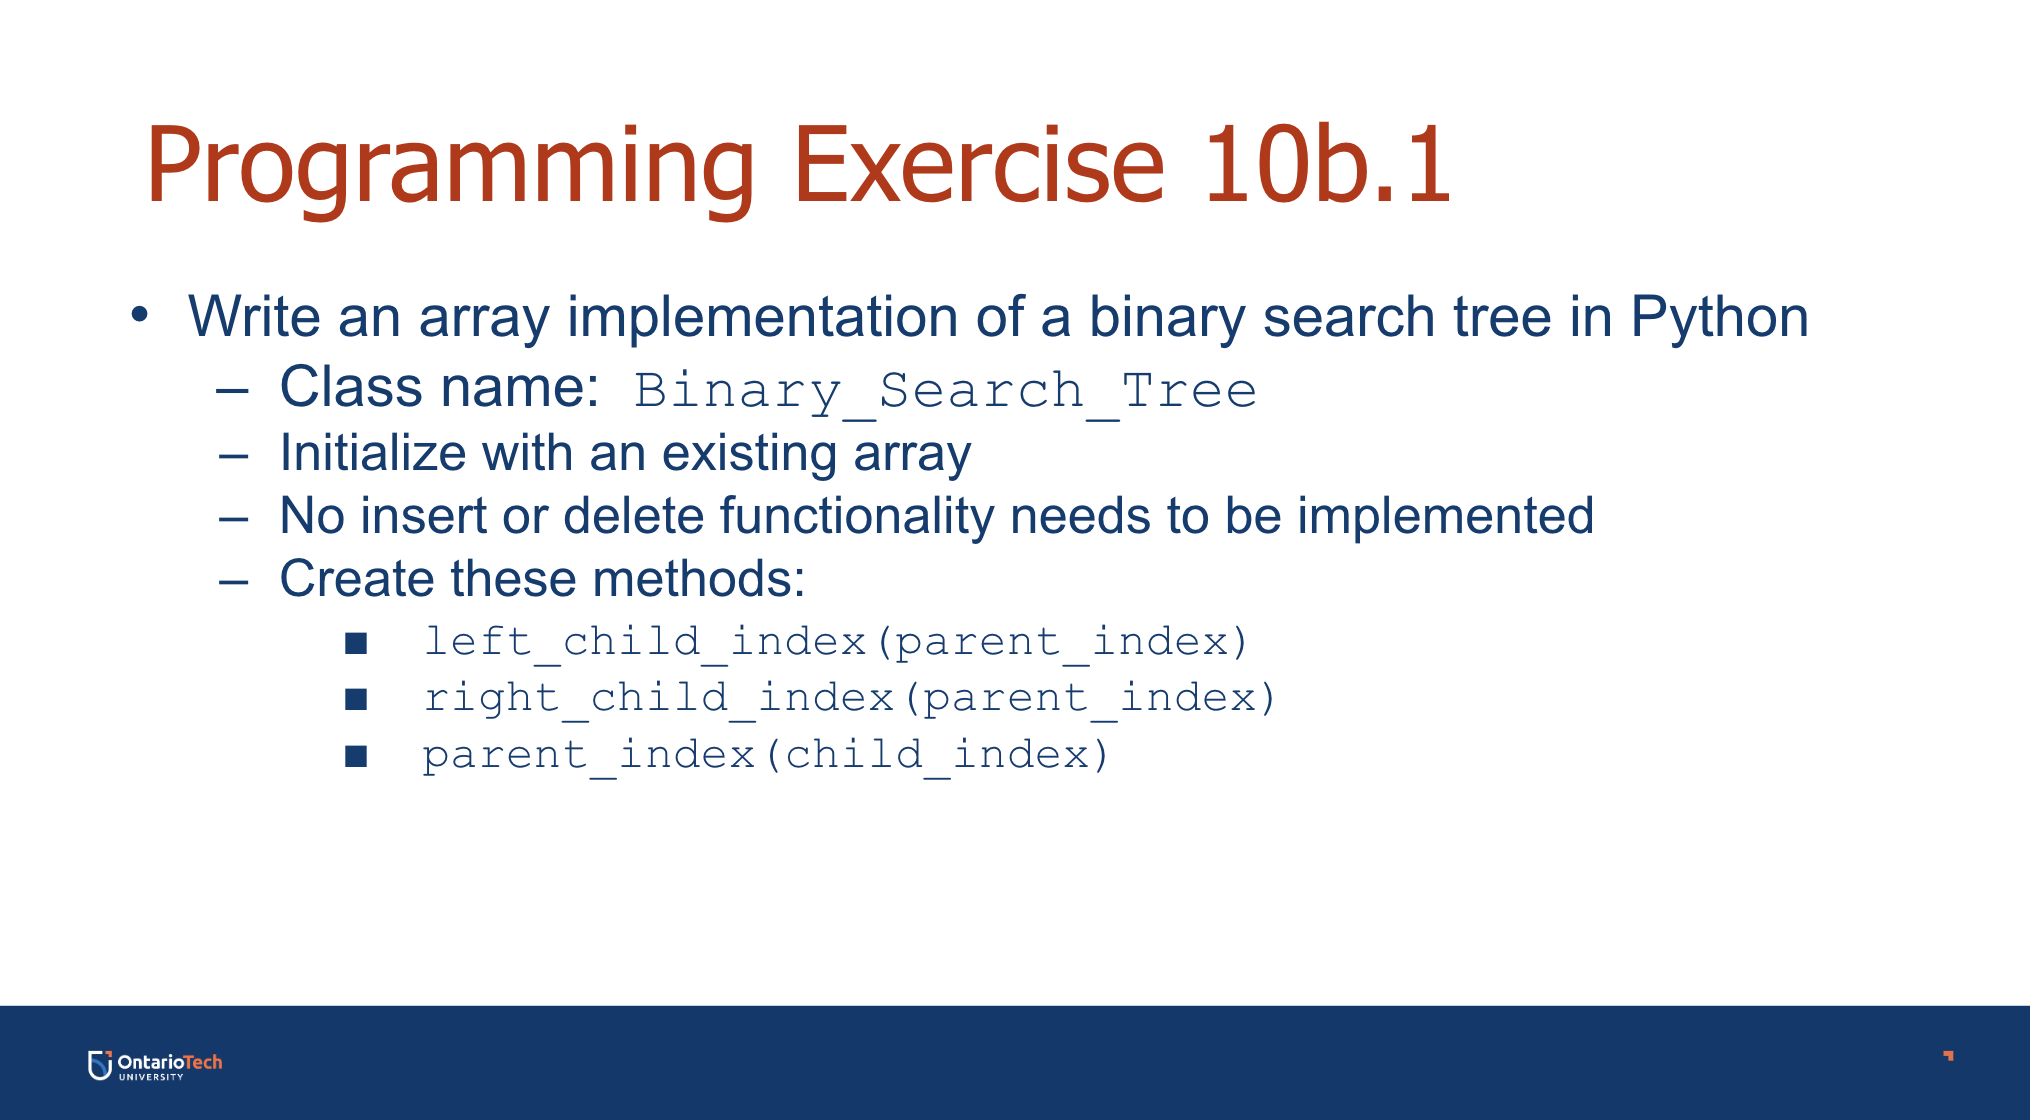 Programming Exercise 10b.1
• Write an array implementation of a binary search tree in Python
– Class name: Binary_Search_Tree
– Initialize with an existing array
– No insert or delete functionality needs to be implemented
– Create these methods:
■ left_child_index(parent_index)
■ right_child_index(parent_index)
■ parent_index(child_index)
OntarioTech
UNIVERSITY